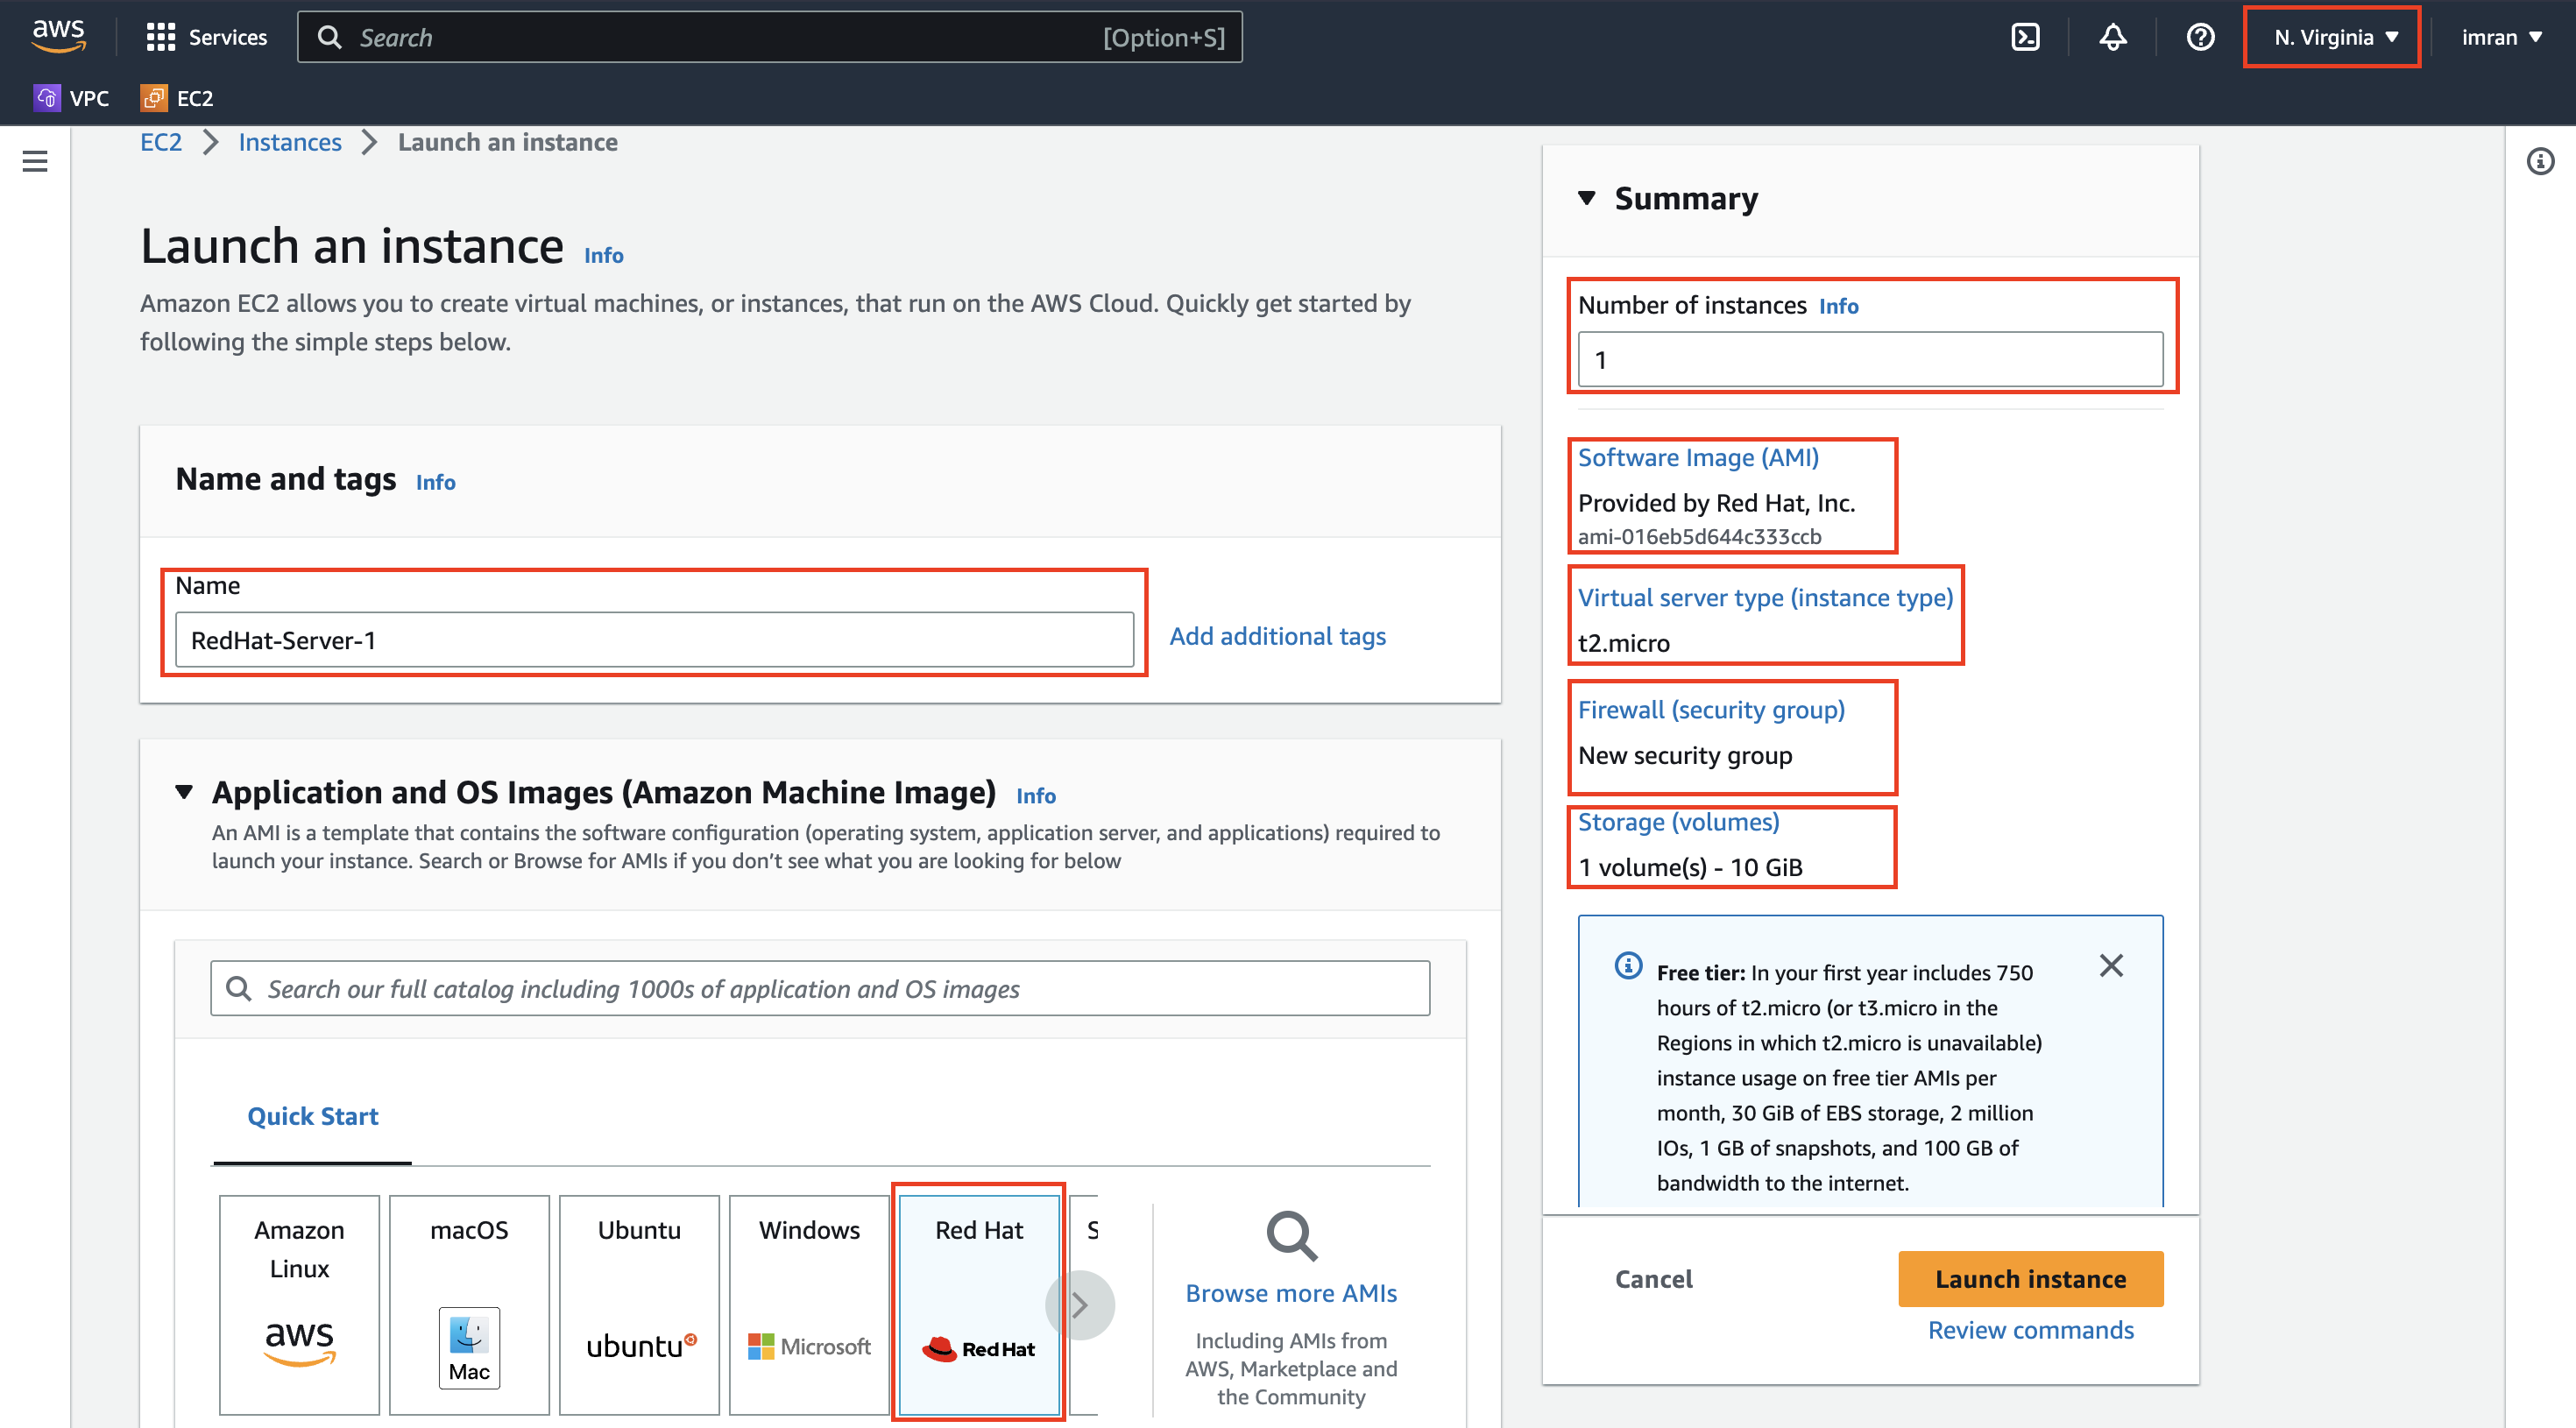 aws
Services
Search
[Option+S]
N. Virginia
imran
VPC
EC2
EC2
Instances
Launch an instance
Launch an instance Info
Amazon EC2 allows you to create virtual machines, or instances, that run on the AWS Cloud. Quickly get started by
following the simple steps below.
Name and tags Info
Name
RedHat-Server-1
Add additional tags
Application and OS Images (Amazon Machine Image) Info
An AMI is a template that contains the software configuration (operating system, application server, and applications) required to
launch your instance. Search or Browse for AMIs if you don’t see what you are looking for below
Search our full catalog including 1000s of application and OS images
Quick Start
Amazon
Linux
aws
macOS
Mac
Ubuntu
ubuntu
Windows
Microsoft
Red Hat
Red Hat
S
Browse more AMIs
Including AMIs from
AWS, Marketplace and
the Community
Summary
Number of instances Info
1
Software Image (AMI)
Provided by Red Hat, Inc.
ami-016eb5d644c333ccb
Virtual server type (instance type)
t2.micro
Firewall (security group)
New security group
Storage (volumes)
1 volume(s) - 10 GiB
Free tier: In your first year includes 750
hours of t2.micro (or t3.micro in the
Regions in which t2.micro is unavailable)
instance usage on free tier AMIs per
month, 30 GiB of EBS storage, 2 million
IOs, 1 GB of snapshots, and 100 GB of
bandwidth to the internet.
Cancel
Launch instance
Review commands